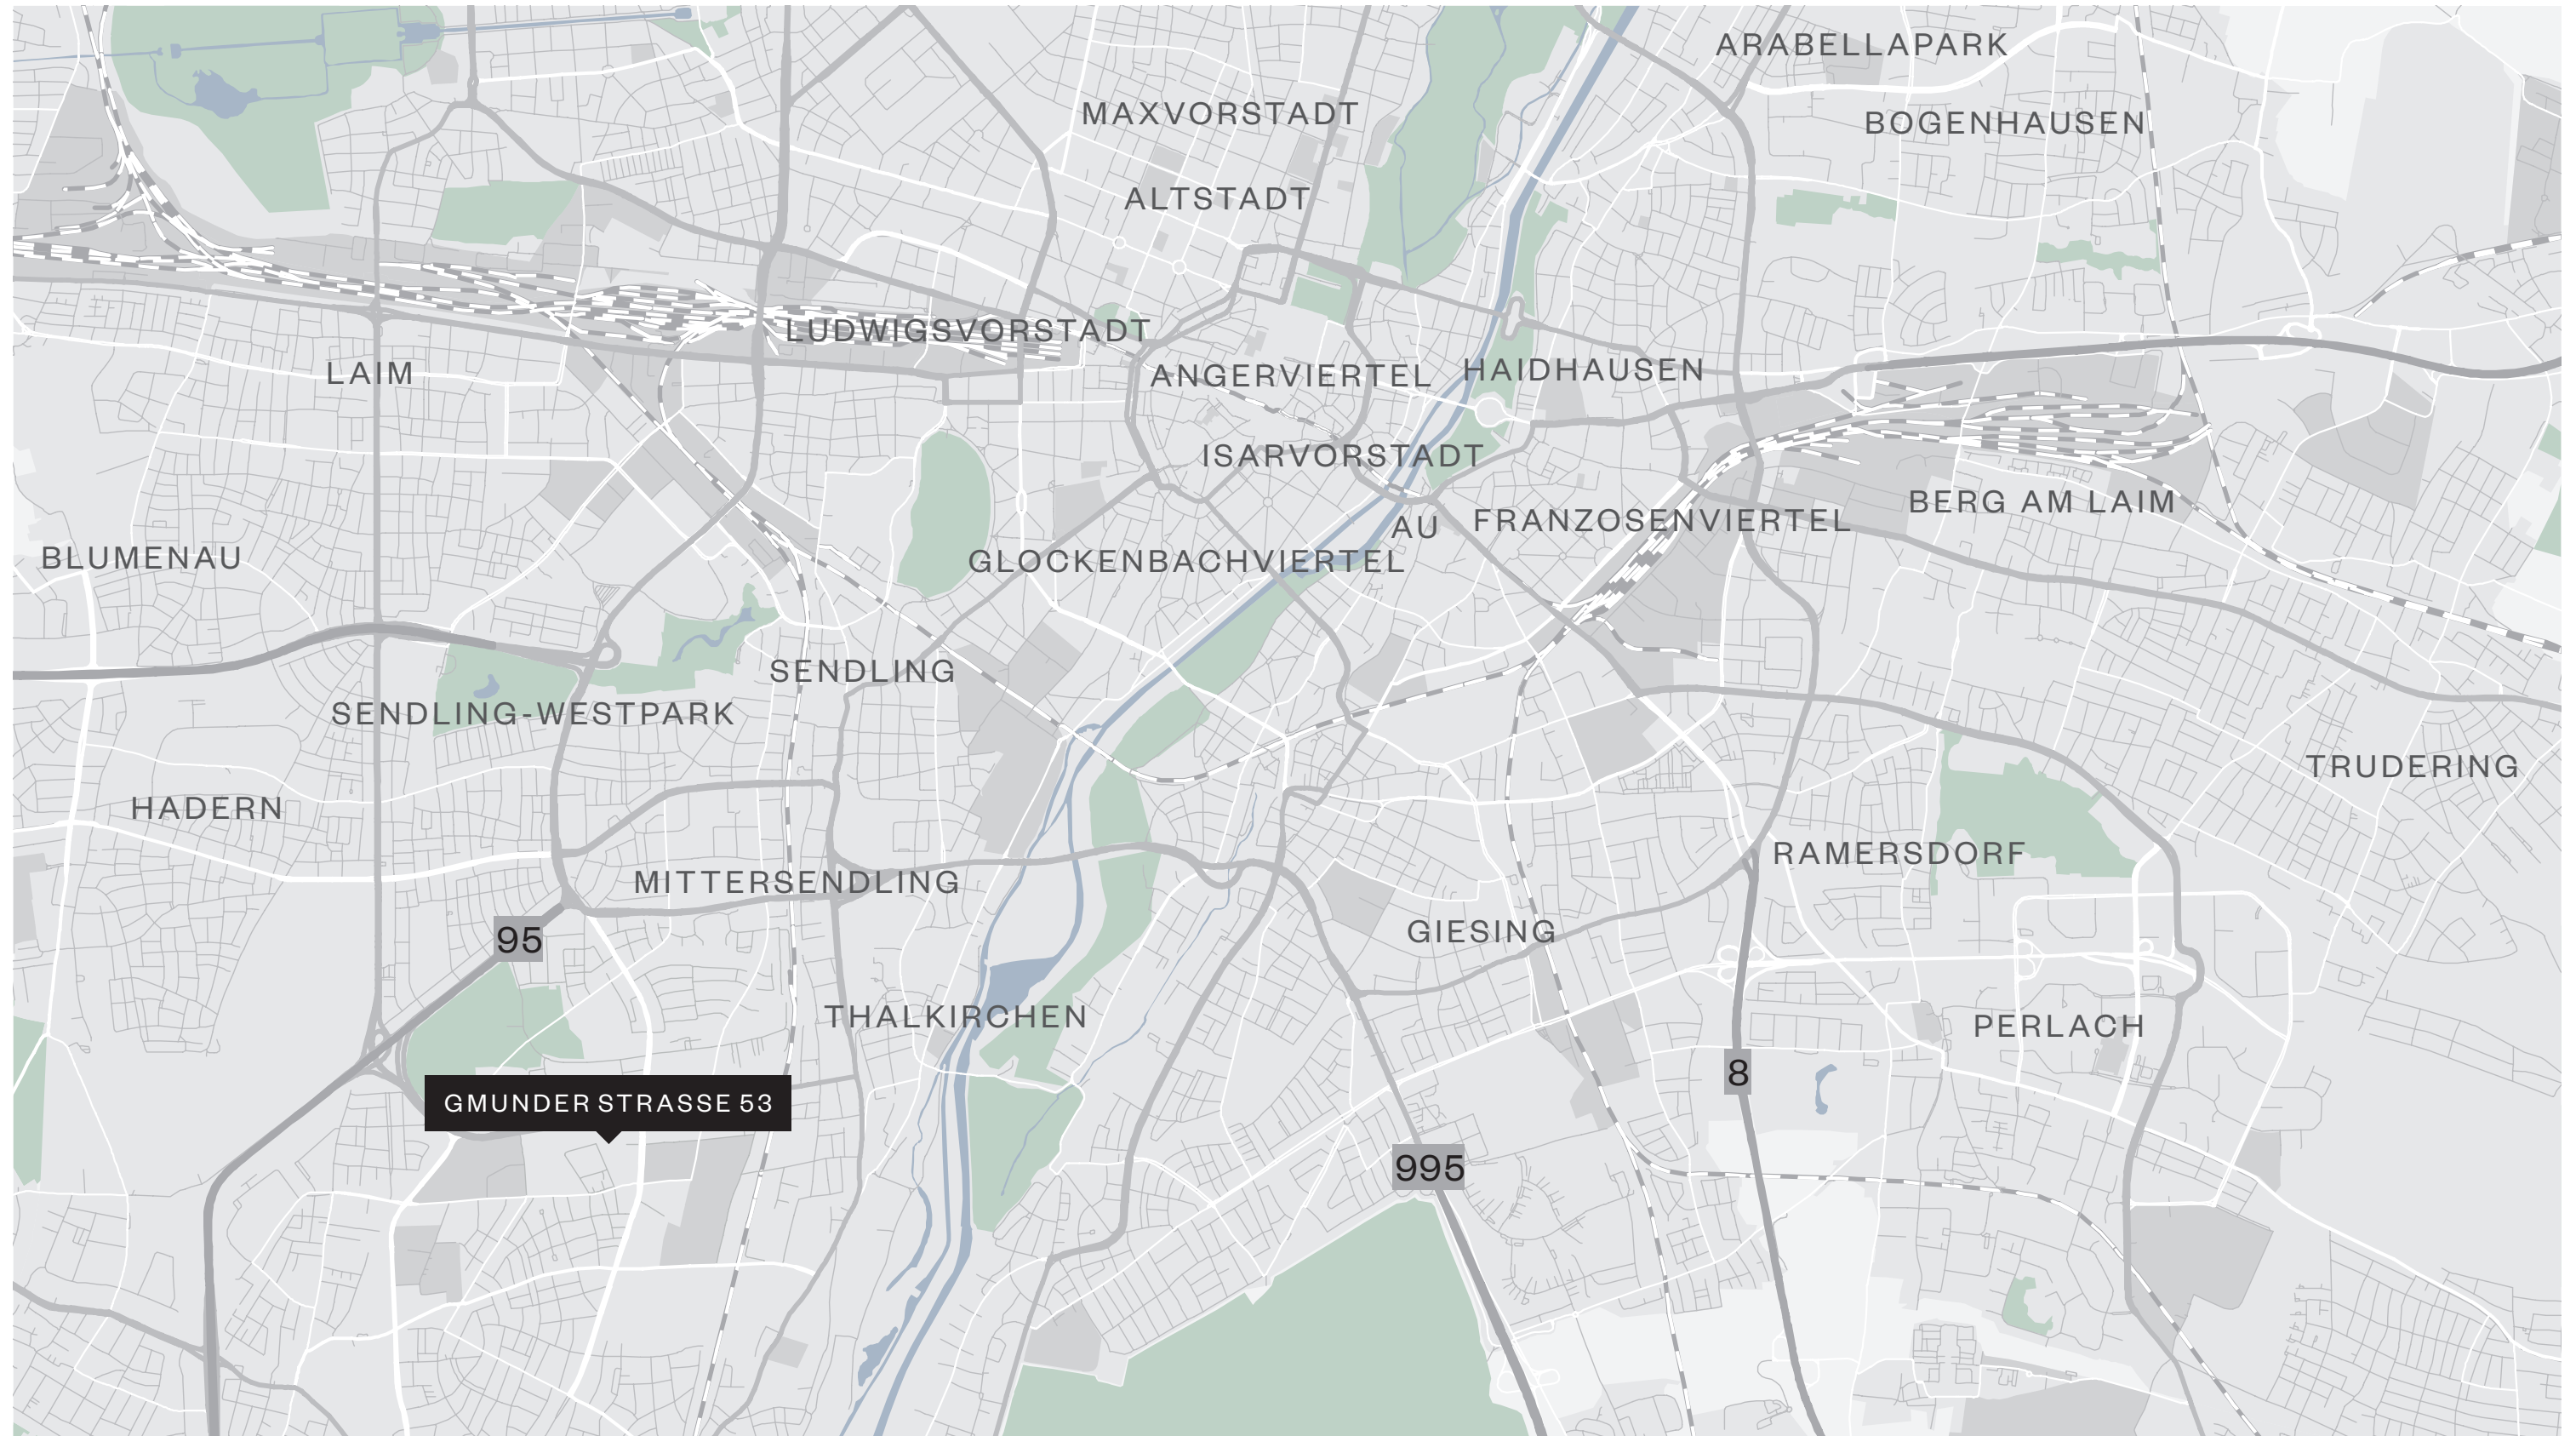 ARABELLAPARK
MAXVORSTADT
BOGENHAUSEN
ALTSTADT
LUDWIGSVORSTADT
LAIM
ANGERVIERTEL
HAIDHAUSEN
ISARVORSTADT
BERG AM LAIM
AU
FRANZOSENVIERTEL
BLUMENAU
GLOCKENBACHVIERTEL
SENDLING
SENDLING-WESTPARK
TRUDERING
HADERN
RAMERSDORF
MITTERSENDLING
GIESING
95
THALKIRCHEN
PERLACH
8
GMUNDER STRASSE 53
995